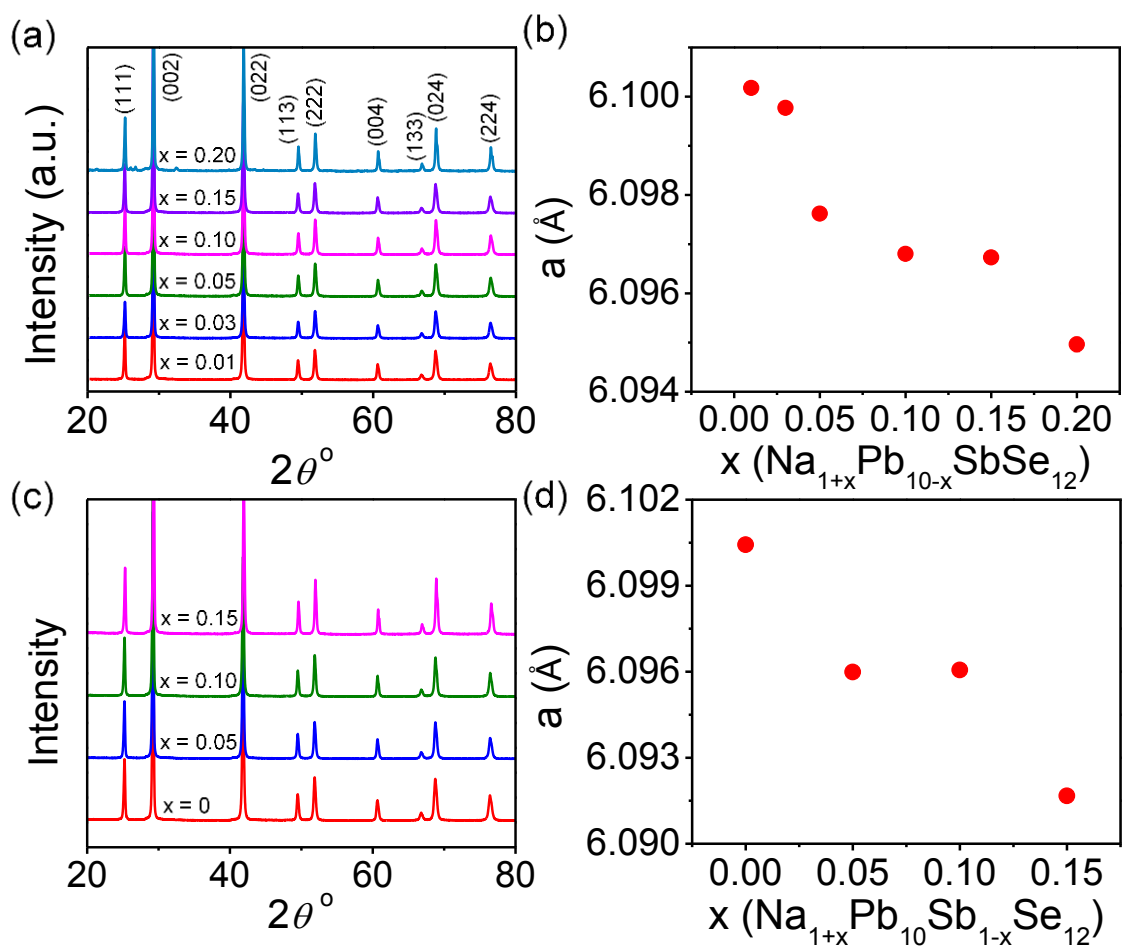 (a)
Intensity (a.u.)
(111)
(002)
(022)
(113)
(222)
(004)
(133)
(024)
(224)
x = 0.20
x = 0.15
x = 0.10
x = 0.05
x = 0.03
x = 0.01
20 40 60 80
2θ°
(b)
a (Å)
6.100
6.098
6.096
6.094
0.00 0.05 0.10 0.15 0.20
x (Na₁₊ₓPb₁₀₋ₓSbSe₁₂)
(c)
Intensity
x = 0.15
x = 0.10
x = 0.05
x = 0
20 40 60 80
2θ°
(d)
a (Å)
6.102
6.099
6.096
6.093
6.090
0.00 0.05 0.10 0.15
x (Na₁₊ₓPb₁₀Sb₁₋ₓSe₁₂)